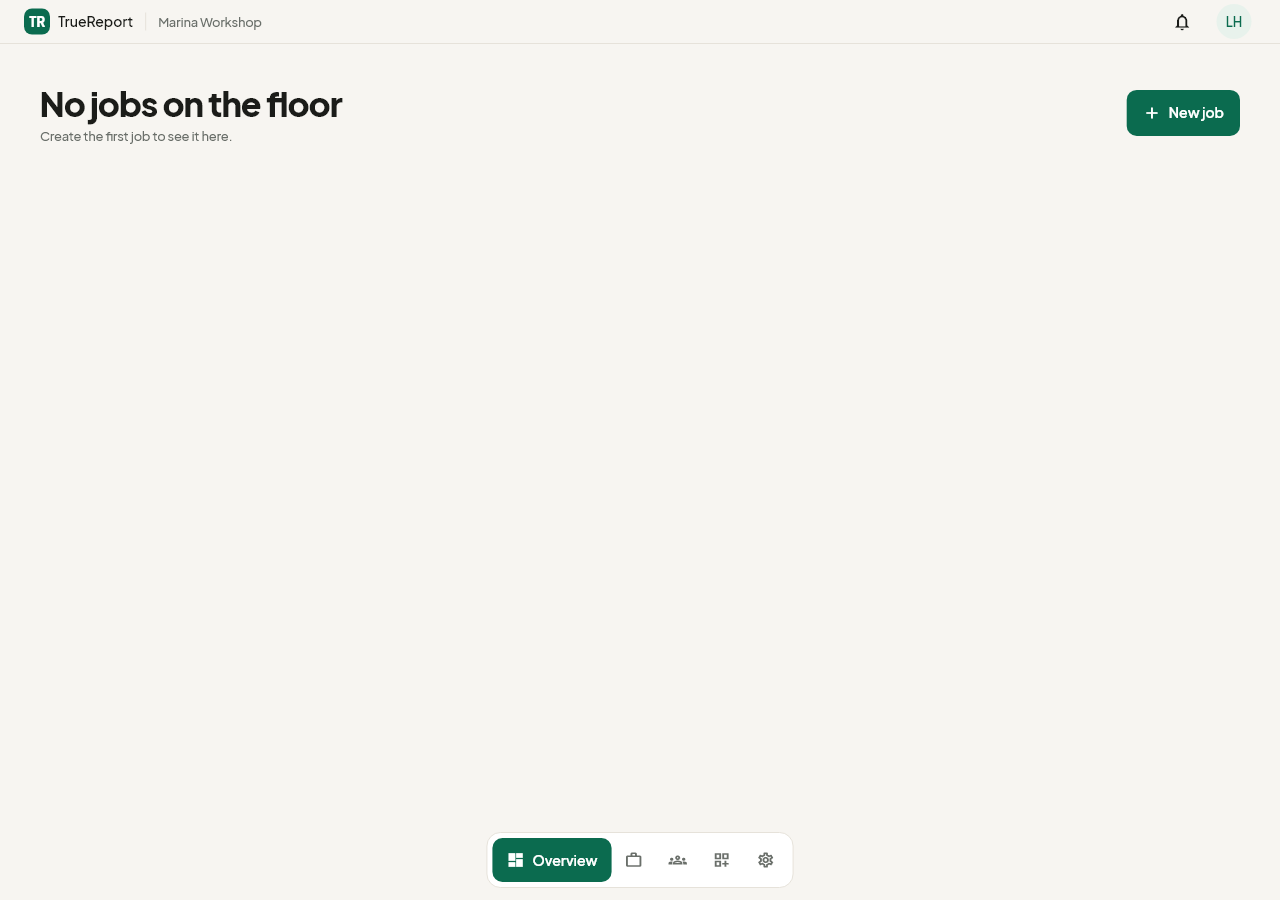 TR TrueReport Marina Workshop LH
No jobs on the floor
Create the first job to see it here.
New job
Overview